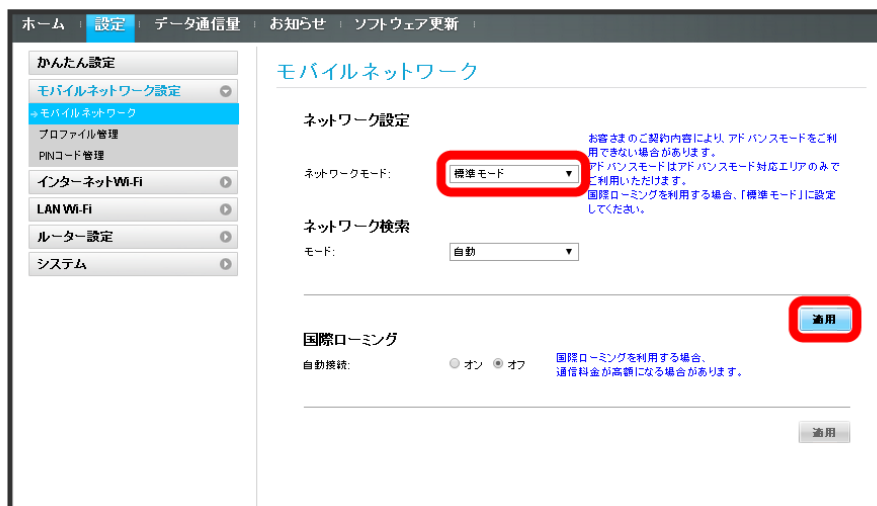 ホーム 設定 データ通信量 お知らせ ソフトウェア更新
かんたん設定
モバイルネットワーク設定
→モバイルネットワーク
プロファイル管理
PINコード管理
インターネットWi-Fi
LAN Wi-Fi
ルーター設定
システム
モバイルネットワーク
ネットワーク設定
ネットワークモード:
標準モード
お客さまのご契約内容により、アドバンスモードをご利
用できない場合があります。
アドバンスモードはアドバンスモード対応エリアのみで
ご利用いただけます。
国際ローミングを利用する場合、「標準モード」に設定
してください。
ネットワーク検索
モード:
自動
適用
国際ローミング
自動接続:
オン オフ
国際ローミングを利用する場合、
通信料金が高額になる場合があります。
適用